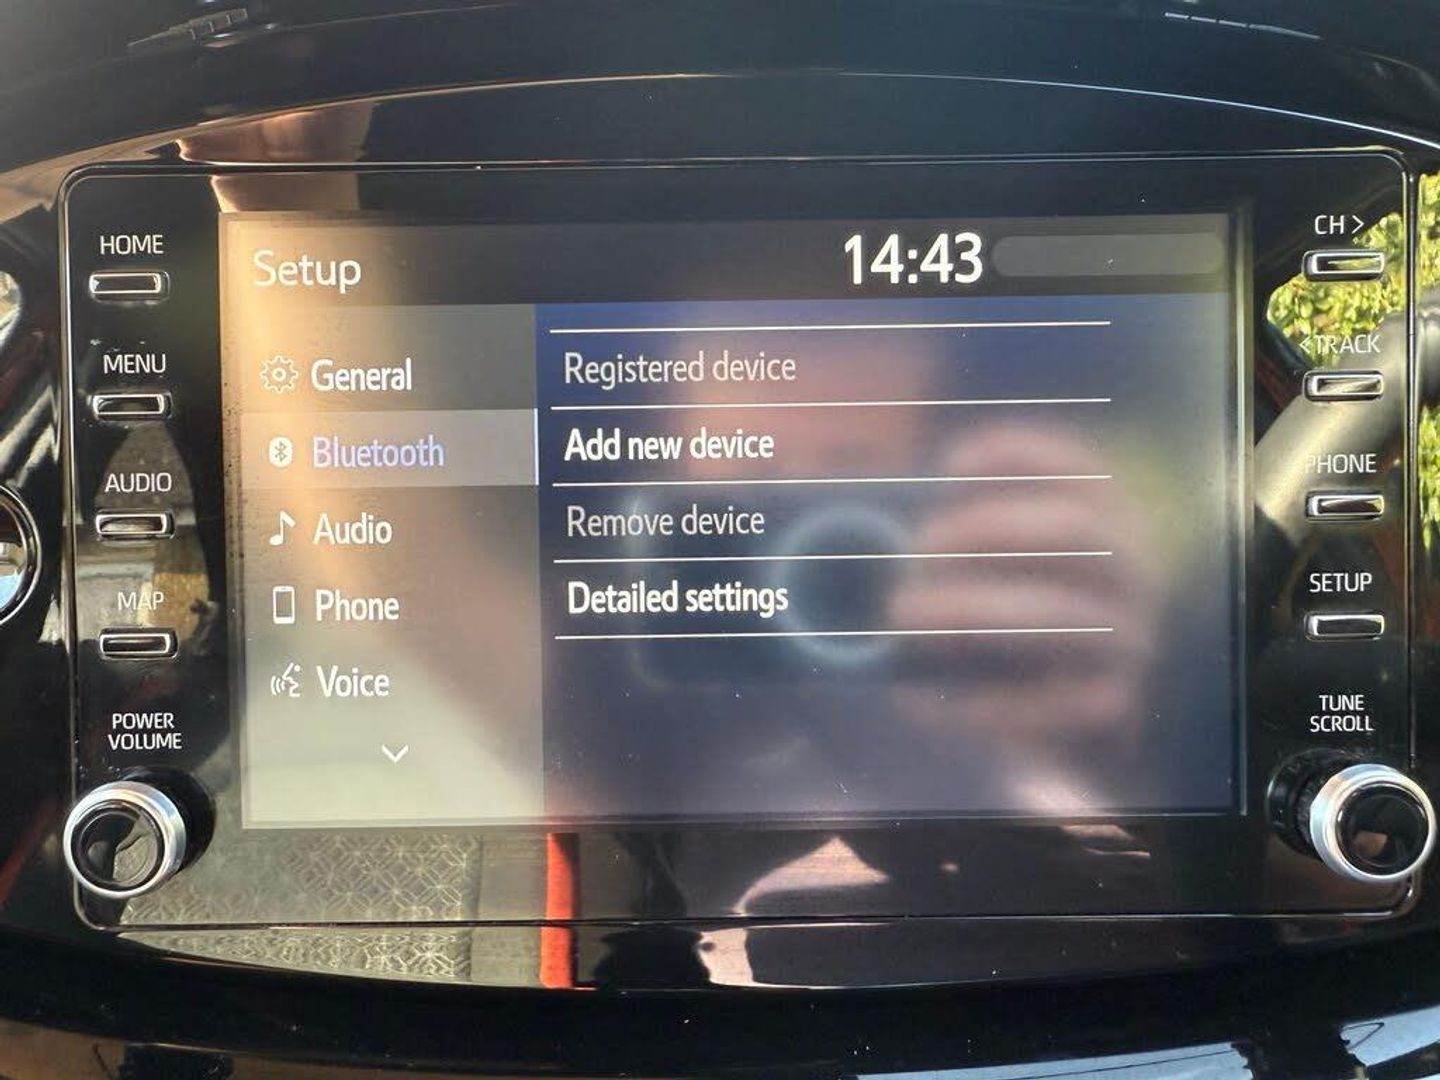 HOME
MENU
AUDIO
MAP
POWER
VOLUME
Setup
14:43
General
Bluetooth
Audio
Phone
Voice
Registered device
Add new device
Remove device
Detailed settings
CH >
< TRACK
PHONE
SETUP
TUNE
SCROLL